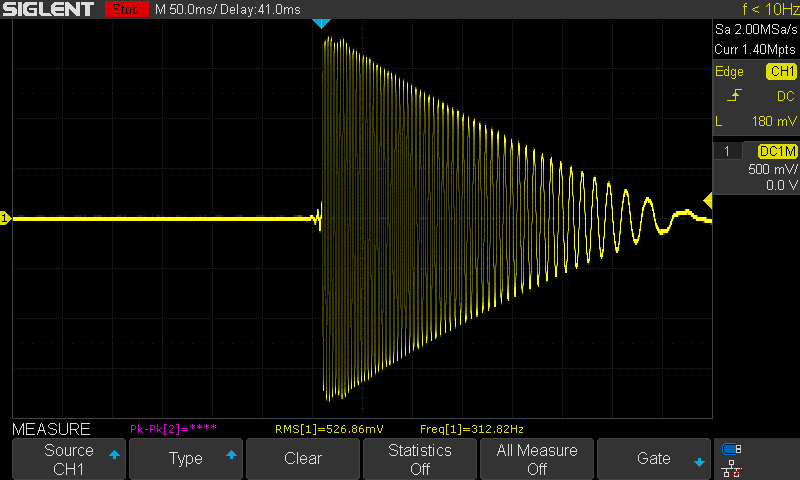 SIGLENT Stop M 50.0ms/ Delay:41.0ms f < 10Hz
Sa 2.00MSa/s
Curr 1.40Mpts
Edge CH1
DC
L 180 mV
1 DC1M
500 mV/
0.0 V
1
MEASURE Pk-Pk[2]=**** RMS[1]=526.86mV Freq[1]=312.82Hz
Source CH1
Type
Clear
Statistics Off
All Measure Off
Gate